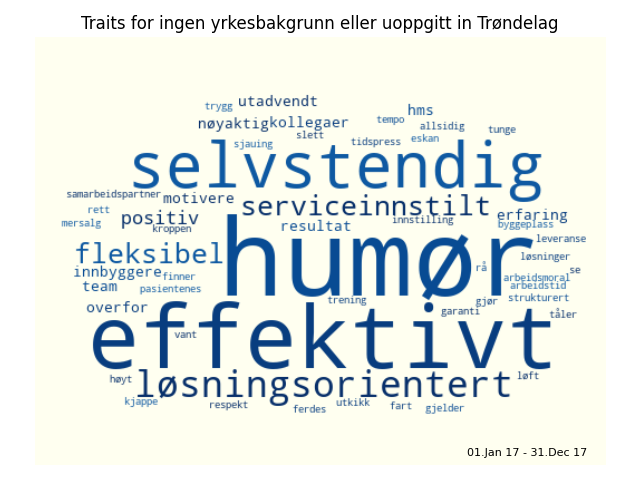 Traits for ingen yrkesbakgrunn eller uoppgitt in Trøndelag
trygg utadvendt
hms
nøyaktig kollegaer tempo
allsidig tunge
slett
sjauing tidspress eskan
selvstendig
samarbeidspartner motivere
serviceinnstilt
rett
positiv innstilling erfaring
mersalg kroppen resultat byggeplass
humør
leveranse
fleksibel løsninger
innbyggere finner rå se
team pasientenes arbeidsmoral
arbeidstid
trening strukturert
overfor garanti gjør tåler
effektivt
vant
høyt løsningsorientert løft
kjappe respekt ferdes utkikk fart gjelder
01.Jan 17 - 31.Dec 17